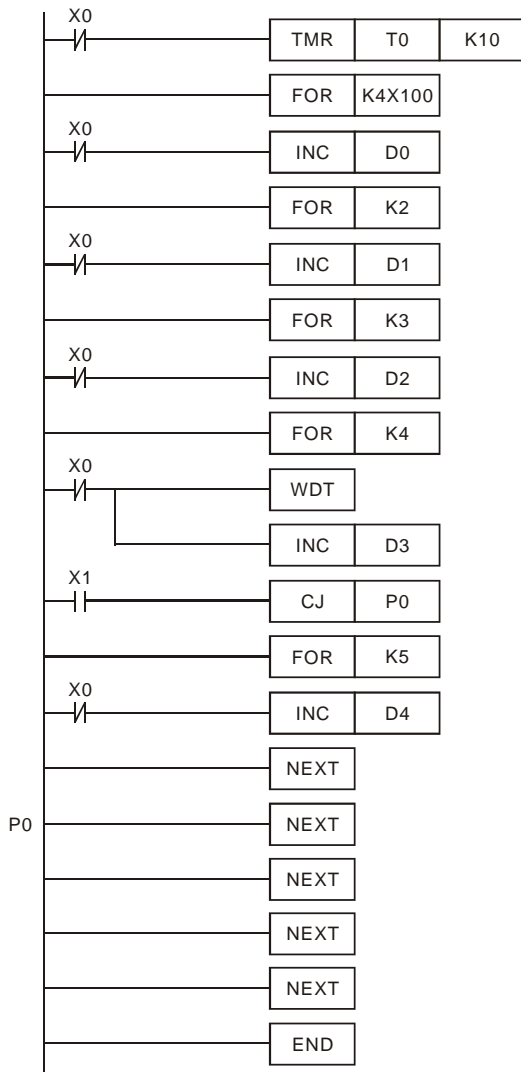 X0
TMR T0 K10
FOR K4X100
X0
INC D0
FOR K2
X0
INC D1
FOR K3
X0
INC D2
FOR K4
X0
WDT
INC D3
X1
CJ P0
FOR K5
X0
INC D4
NEXT
P0 NEXT
NEXT
NEXT
NEXT
END